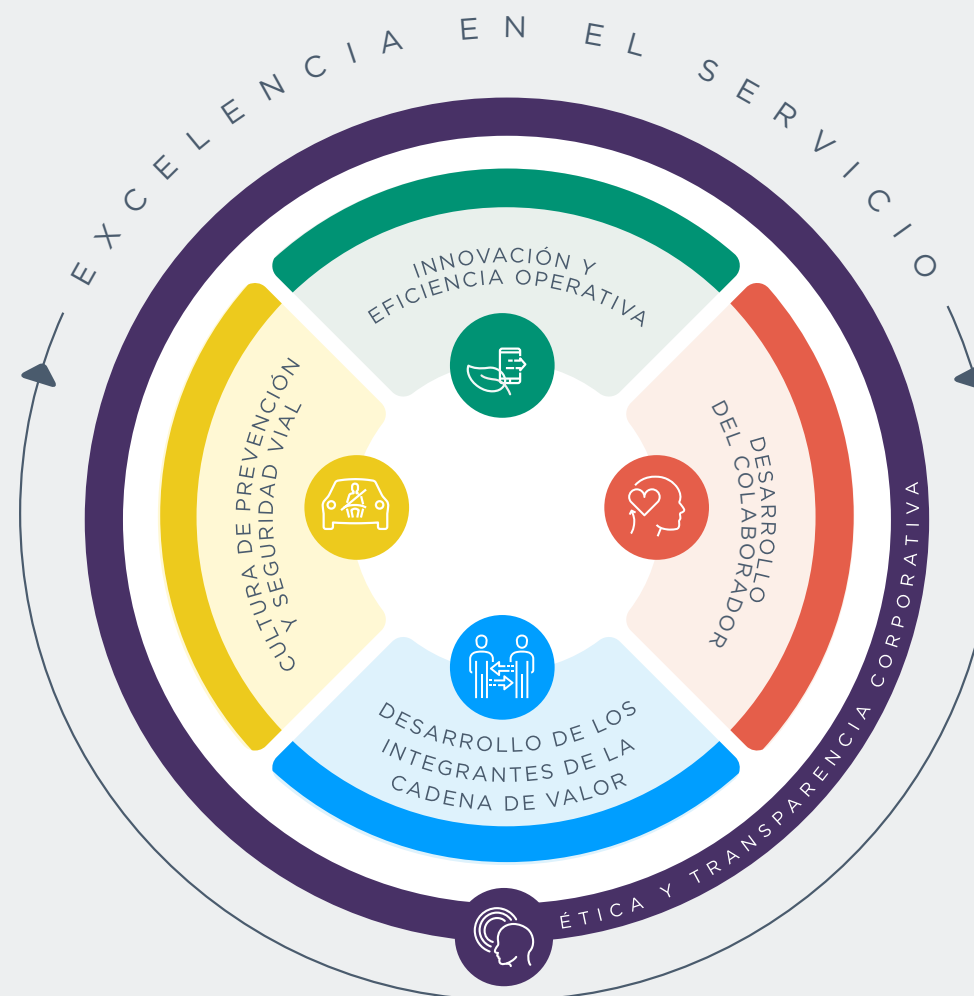 EXCELENCIA EN EL SERVICIO
INNOVACIÓN Y
EFICIENCIA OPERATIVA
CULTURA DE PREVENCIÓN
Y SEGURIDAD VIAL
DESARROLLO
DEL COLABORADOR
DESARROLLO DE LOS
INTEGRANTES DE LA
CADENA DE VALOR
ÉTICA Y TRANSPARENCIA CORPORATIVA